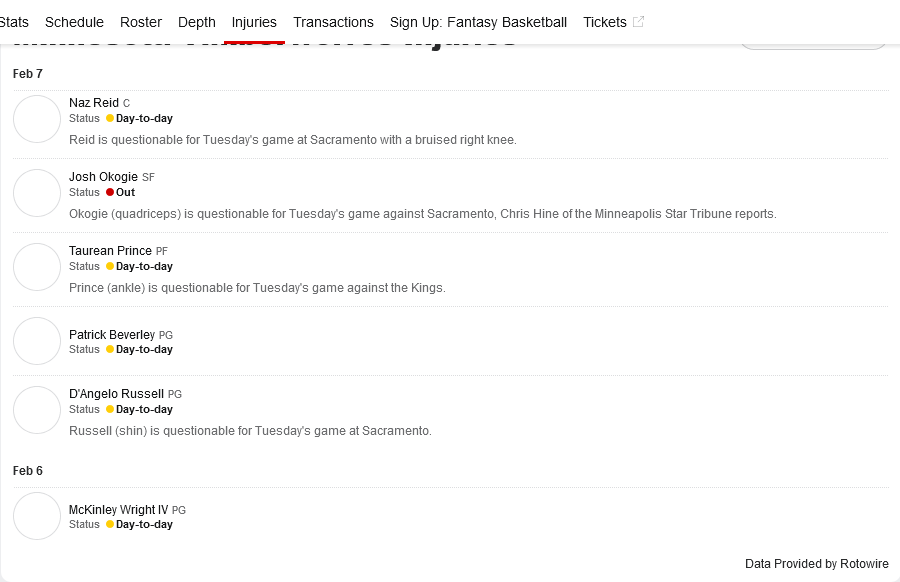 Stats Schedule Roster Depth Injuries Transactions Sign Up: Fantasy Basketball Tickets
Feb 7
Naz Reid C
Status Day-to-day
Reid is questionable for Tuesday's game at Sacramento with a bruised right knee.
Josh Okogie SF
Status Out
Okogie (quadriceps) is questionable for Tuesday's game against Sacramento, Chris Hine of the Minneapolis Star Tribune reports.
Taurean Prince PF
Status Day-to-day
Prince (ankle) is questionable for Tuesday's game against the Kings.
Patrick Beverley PG
Status Day-to-day
D'Angelo Russell PG
Status Day-to-day
Russell (shin) is questionable for Tuesday's game at Sacramento.
Feb 6
McKinley Wright IV PG
Status Day-to-day
Data Provided by Rotowire